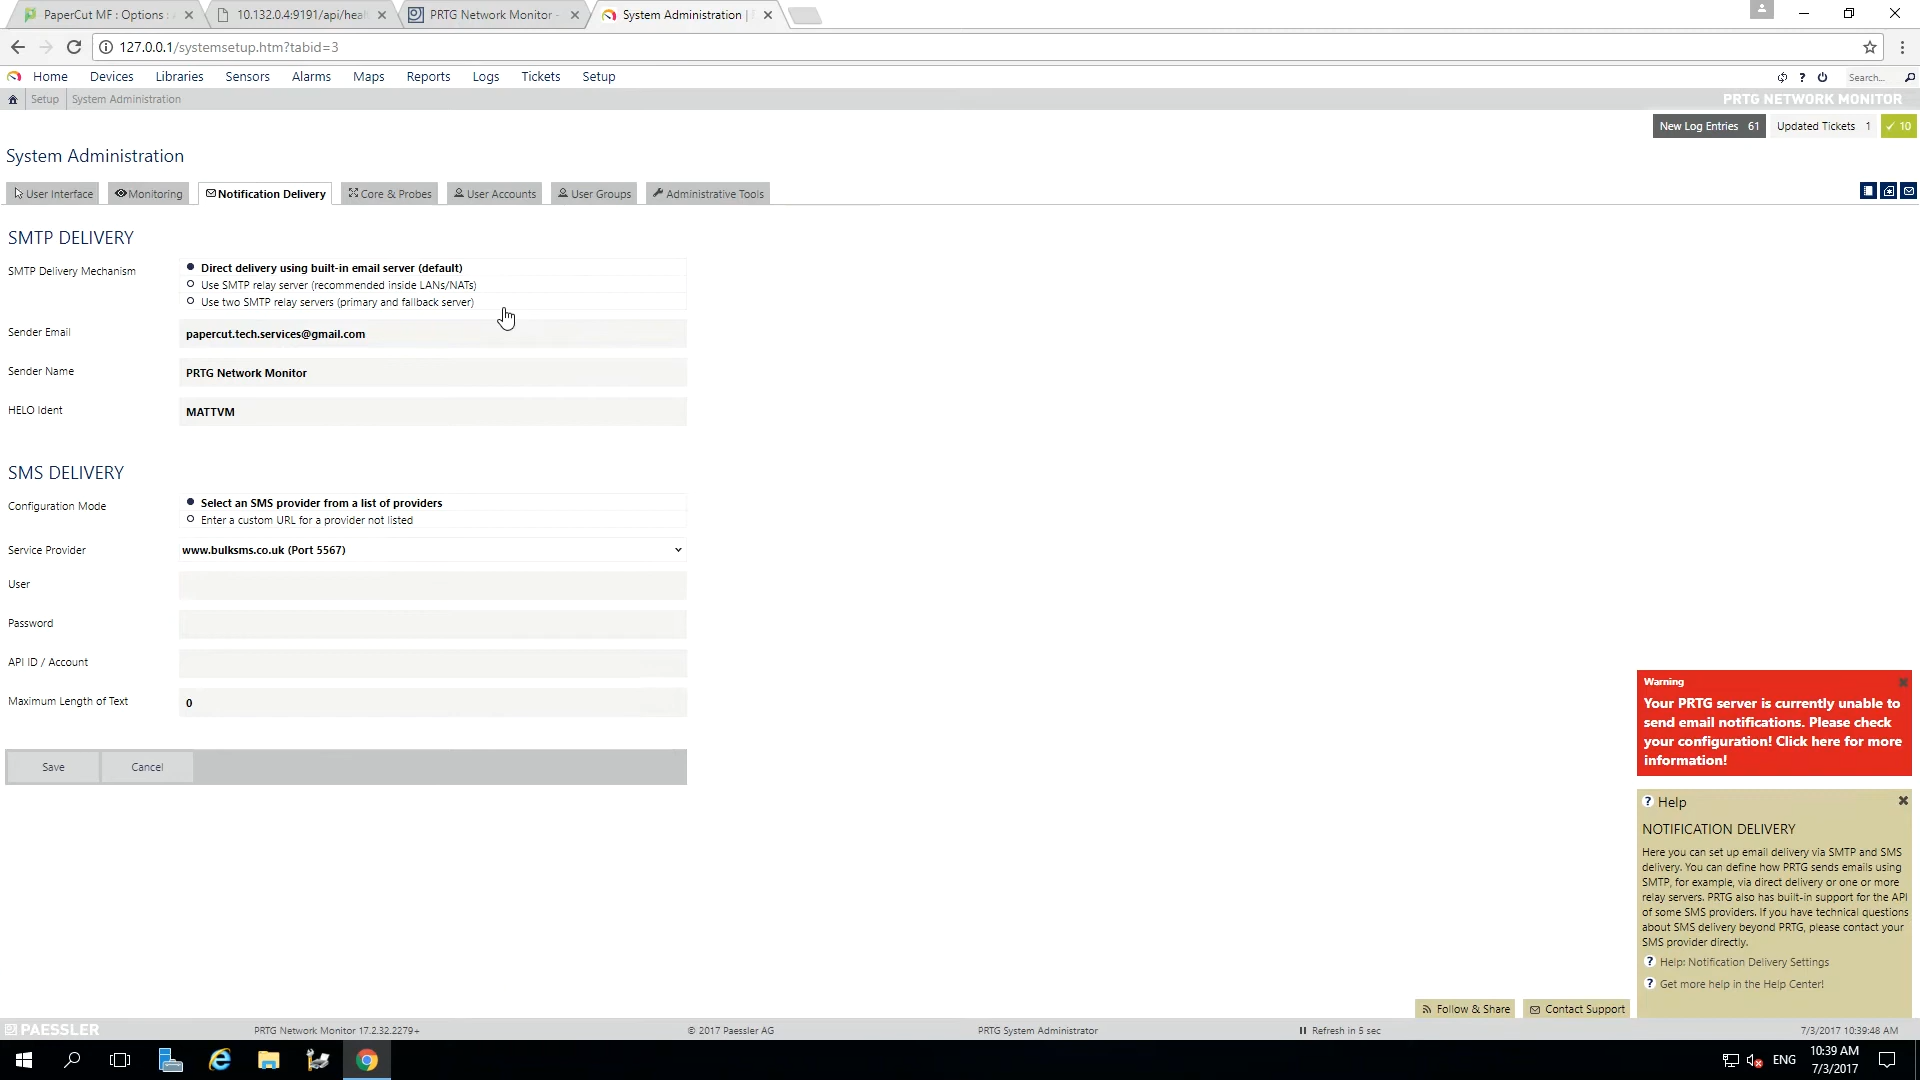 PaperCut MF : Options :
10.132.0.4:9191/api/heal
PRTG Network Monitor -
System Administration |
127.0.0.1/systemsetup.htm?tabid=3
Home Devices Libraries Sensors Alarms Maps Reports Logs Tickets Setup
? Search...
Setup System Administration
PRTG NETWORK MONITOR
New Log Entries 61 Updated Tickets 1 ✓ 10
System Administration
User Interface Monitoring Notification Delivery Core & Probes User Accounts User Groups Administrative Tools
SMTP DELIVERY
SMTP Delivery Mechanism
Direct delivery using built-in email server (default)
Use SMTP relay server (recommended inside LANs/NATs)
Use two SMTP relay servers (primary and fallback server)
Sender Email
papercut.tech.services@gmail.com
Sender Name
PRTG Network Monitor
HELO Ident
MATTVM
SMS DELIVERY
Configuration Mode
Select an SMS provider from a list of providers
Enter a custom URL for a provider not listed
Service Provider
www.bulksms.co.uk (Port 5567)
User
Password
API ID / Account
Maximum Length of Text
0
Save Cancel
Warning
Your PRTG server is currently unable to
send email notifications. Please check
your configuration! Click here for more
information!
? Help
NOTIFICATION DELIVERY
Here you can set up email delivery via SMTP and SMS
delivery. You can define how PRTG sends emails using
SMTP, for example, via direct delivery or one or more
relay servers. PRTG also has built-in support for the API
of some SMS providers. If you have technical questions
about SMS delivery beyond PRTG, please contact your
SMS provider directly.
? Help: Notification Delivery Settings
? Get more help in the Help Center!
Follow & Share Contact Support
PAESSLER PRTG Network Monitor 17.2.32.2279+ © 2017 Paessler AG PRTG System Administrator Refresh in 5 sec 7/3/2017 10:39:48 AM
ENG
10:39 AM
7/3/2017